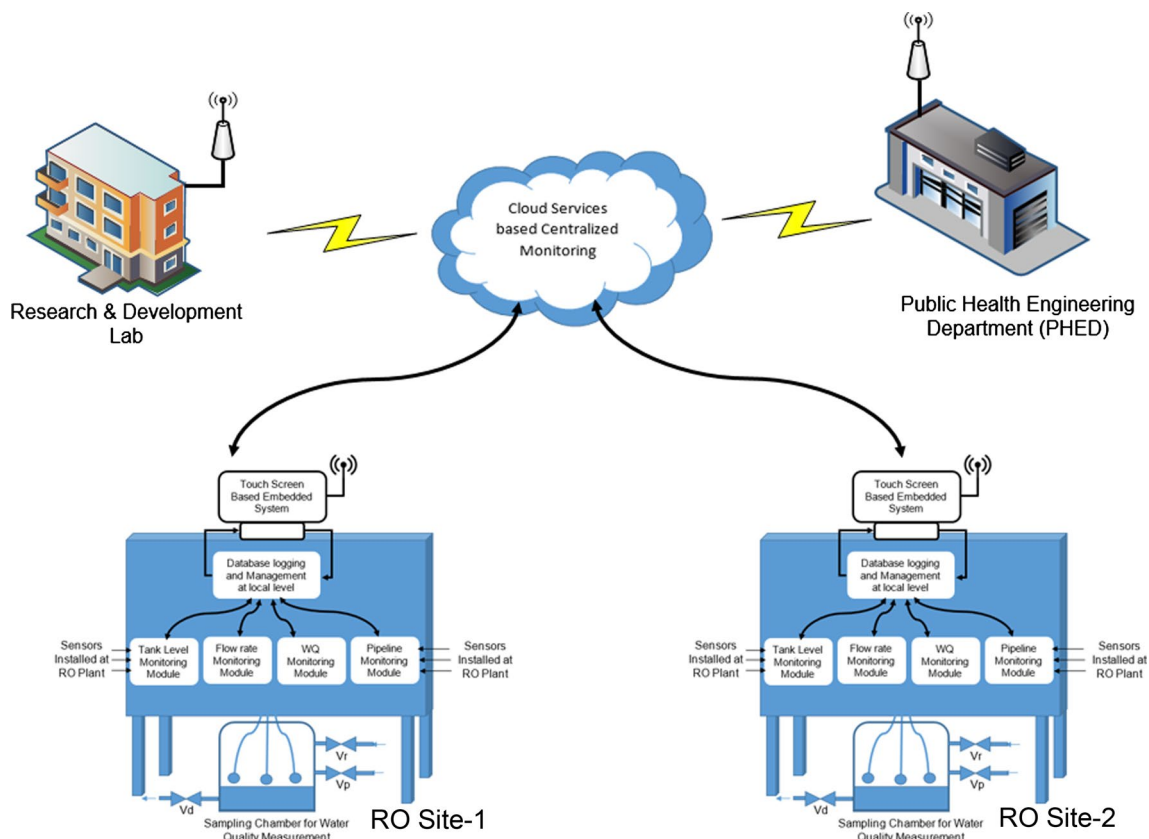 Cloud Services
based Centralized
Monitoring
Research & Development
Lab
Public Health Engineering
Department (PHED)
Touch Screen
Based Embedded
System
Database logging
and Management
at local level
Sensors
Installed at
RO Plant
Tank Level
Monitoring
Module
Flow rate
Monitoring
Module
WQ
Monitoring
Module
Pipeline
Monitoring
Module
Sensors
Installed at
RO Plant
Vr
Vp
Vd
Sampling Chamber for Water
Quality Measurement
RO Site-1
Touch Screen
Based Embedded
System
Database logging
and Management
at local level
Sensors
Installed at
RO Plant
Tank Level
Monitoring
Module
Flow rate
Monitoring
Module
WQ
Monitoring
Module
Pipeline
Monitoring
Module
Sensors
Installed at
RO Plant
Vr
Vp
Vd
Sampling Chamber for Water
Quality Measurement
RO Site-2